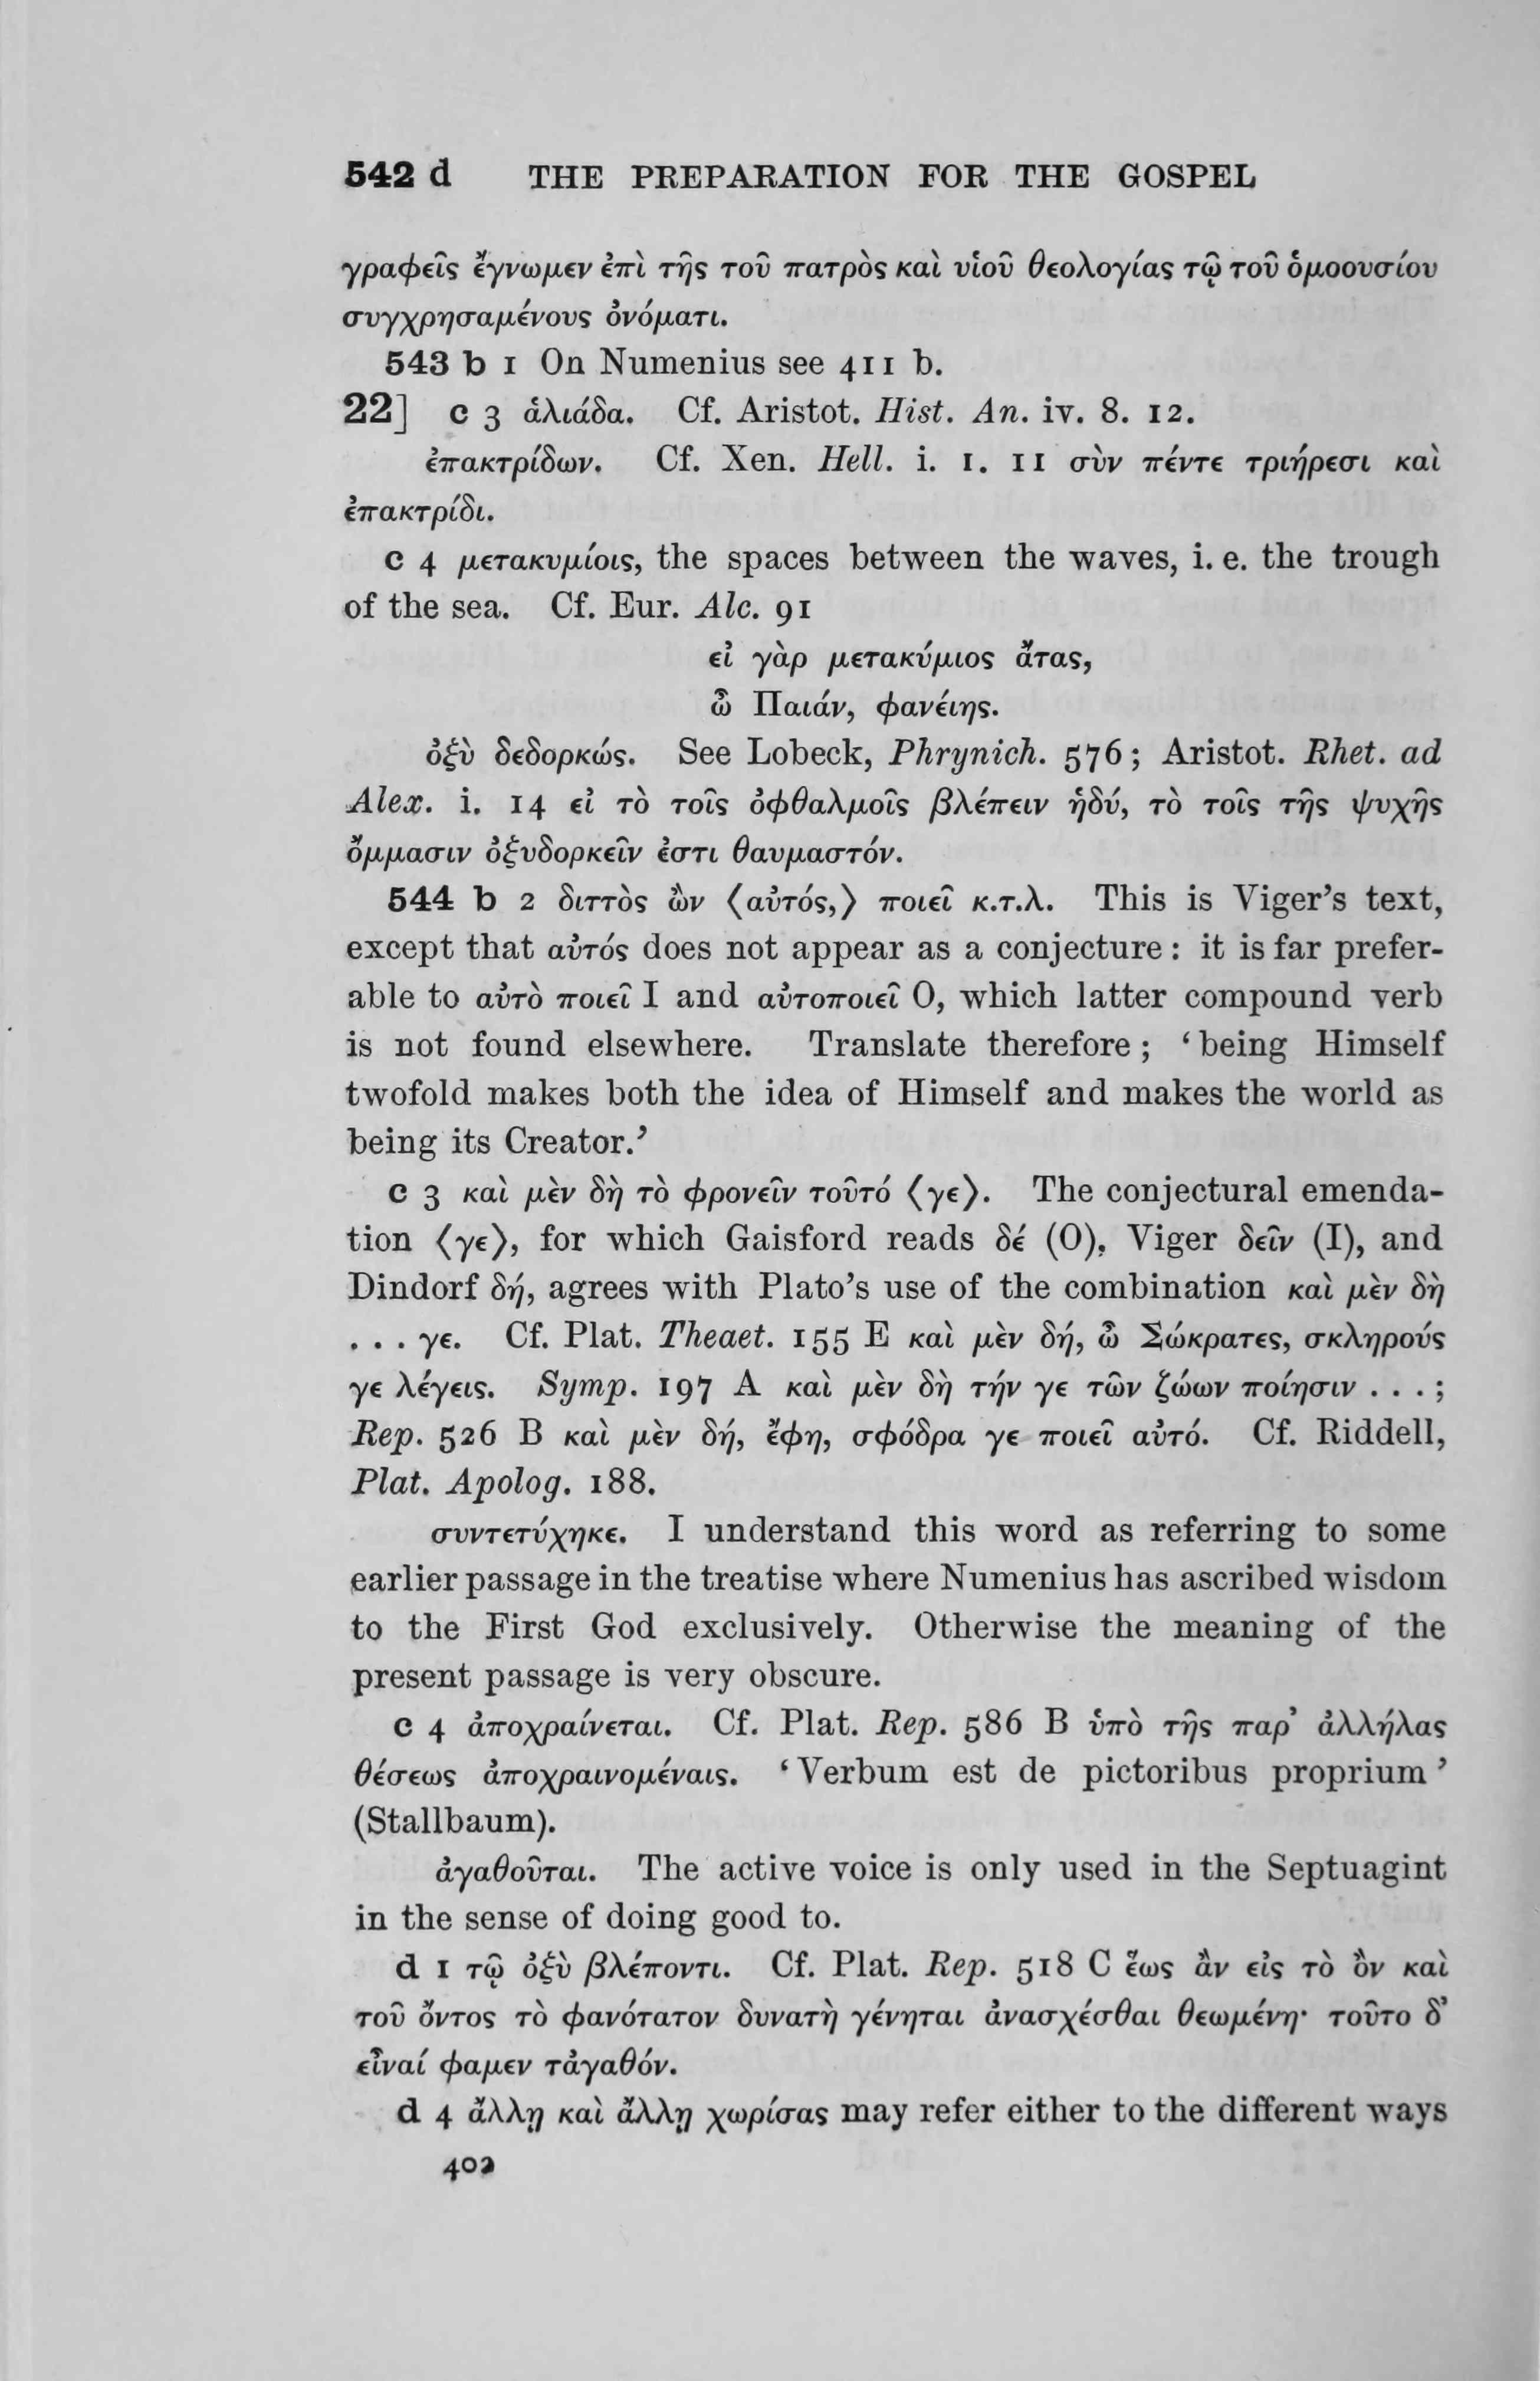 542 d THE PREPARATION FOR THE GOSPEL
γραφεῖς ἔγνωμεν ἐπὶ τῆς τοῦ πατρὸς καὶ υἱοῦ θεολογίας τῷ τοῦ ὁμοουσίου
συγχρησαμένους ὀνόματι.
543 b 1 On Numenius see 411 b.
22] c 3 ἁλιάδα. Cf. Aristot. Hist. An. iv. 8. 12.
ἐπακτρίδων. Cf. Xen. Hell. i. 1. 11 σὺν πέντε τριήρεσι καὶ
ἐπακτρίδι.
c 4 μετακυμίοις, the spaces between the waves, i. e. the trough
of the sea. Cf. Eur. Alc. 91
εἰ γὰρ μετακύμιος ἄτας,
ὦ Παιάν, φανείης.
ὀξὺ δεδορκώς. See Lobeck, Phrynich. 576; Aristot. Rhet. ad
Alex. i. 14 εἰ τὸ τοῖς ὀφθαλμοῖς βλέπειν ἡδύ, τὸ τοῖς τῆς ψυχῆς
ὄμμασιν ὀξυδορκεῖν ἐστι θαυμαστόν.
544 b 2 διττὸς ὢν ⟨αὐτός,⟩ ποιεῖ κ.τ.λ. This is Viger's text,
except that αὐτός does not appear as a conjecture: it is far prefer-
able to αὐτὸ ποιεῖ I and αὐτοποιεῖ O, which latter compound verb
is not found elsewhere. Translate therefore; ‘being Himself
twofold makes both the idea of Himself and makes the world as
being its Creator.’
c 3 καὶ μὲν δὴ τὸ φρονεῖν τοῦτό ⟨γε⟩. The conjectural emenda-
tion ⟨γε⟩, for which Gaisford reads δέ (O), Viger δεῖν (I), and
Dindorf δή, agrees with Plato's use of the combination καὶ μὲν δὴ
. . . γε. Cf. Plat. Theaet. 155 E καὶ μὲν δή, ὦ Σώκρατες, σκληρούς
γε λέγεις. Symp. 197 A καὶ μὲν δὴ τήν γε τῶν ζώων ποίησιν . . . ;
Rep. 526 B καὶ μὲν δή, ἔφη, σφόδρα γε ποιεῖ αὐτό. Cf. Riddell,
Plat. Apolog. 188.
συντετύχηκε. I understand this word as referring to some
earlier passage in the treatise where Numenius has ascribed wisdom
to the First God exclusively. Otherwise the meaning of the
present passage is very obscure.
c 4 ἀποχραίνεται. Cf. Plat. Rep. 586 B ὑπὸ τῆς παρ’ ἀλλήλας
θέσεως ἀποχραινομέναις. ‘Verbum est de pictoribus proprium’
(Stallbaum).
ἀγαθοῦται. The active voice is only used in the Septuagint
in the sense of doing good to.
d 1 τῷ ὀξὺ βλέποντι. Cf. Plat. Rep. 518 C ἕως ἂν εἰς τὸ ὂν καὶ
τοῦ ὄντος τὸ φανότατον δυνατὴ γένηται ἀνασχέσθαι θεωμένη· τοῦτο δ’
εἶναί φαμεν τἀγαθόν.
d 4 ἄλλῃ καὶ ἄλλῃ χωρίσας may refer either to the different ways
402